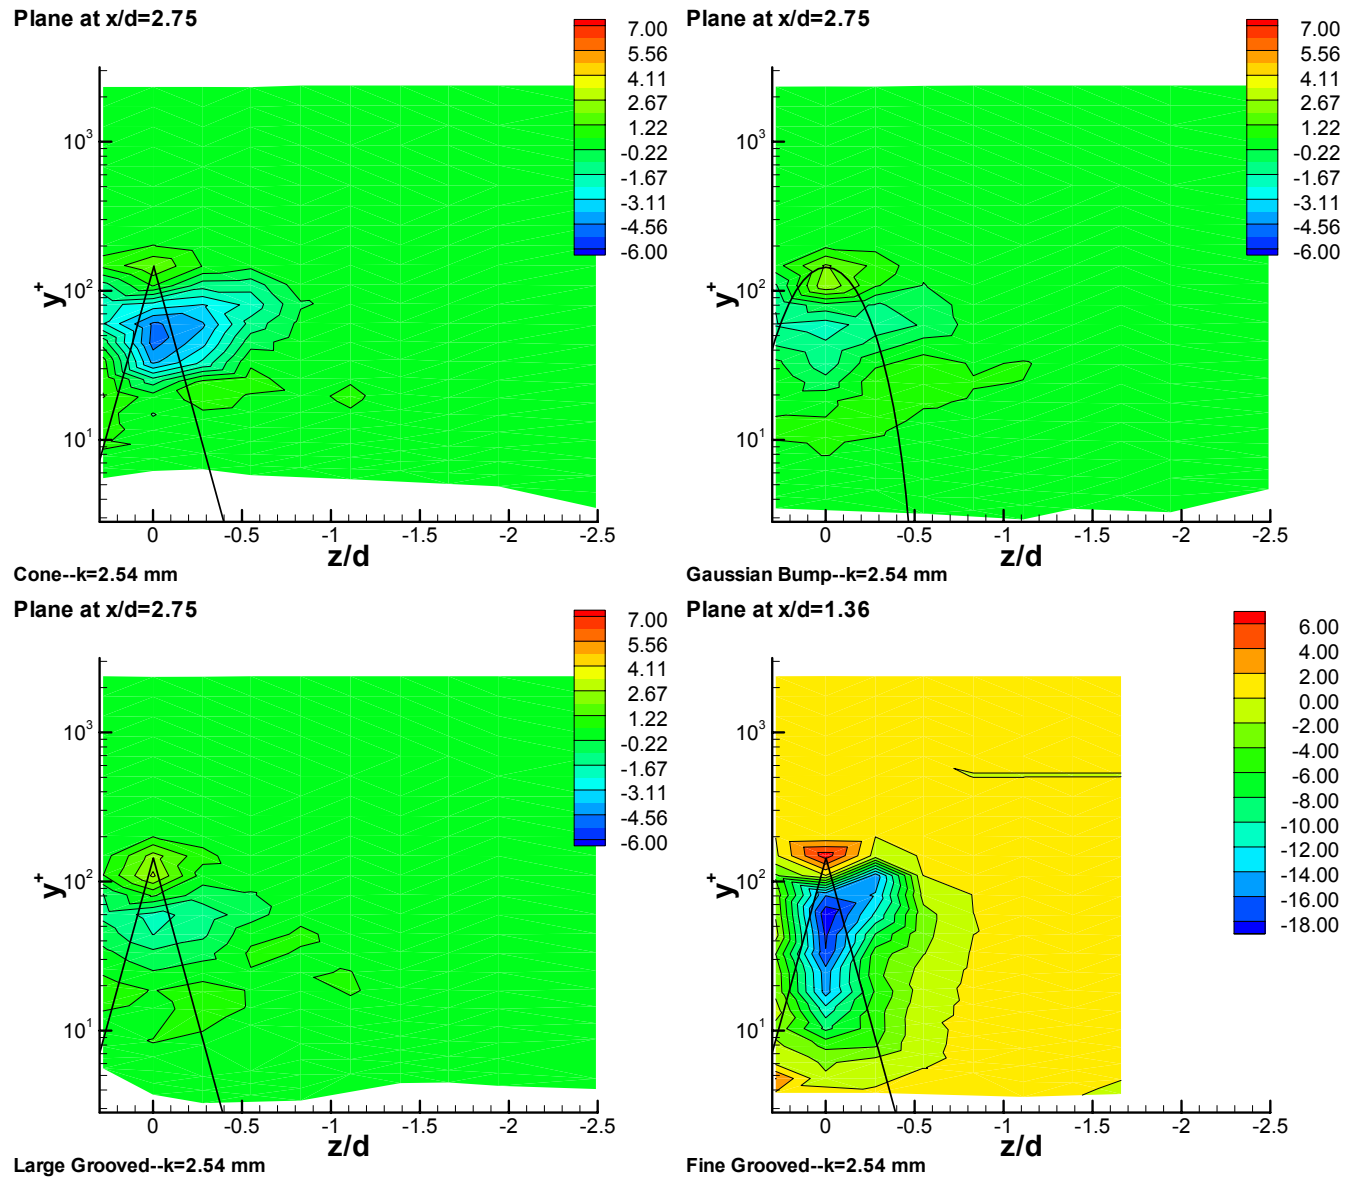 Plane at x/d=2.75
7.00
5.56
4.11
2.67
1.22
-0.22
-1.67
-3.11
-4.56
-6.00
10³
10²
10¹
y⁺
0 -0.5 -1 -1.5 -2 -2.5
z/d
Cone--k=2.54 mm
Plane at x/d=2.75
7.00
5.56
4.11
2.67
1.22
-0.22
-1.67
-3.11
-4.56
-6.00
10³
10²
10¹
y⁺
0 -0.5 -1 -1.5 -2 -2.5
z/d
Gaussian Bump--k=2.54 mm
Plane at x/d=2.75
7.00
5.56
4.11
2.67
1.22
-0.22
-1.67
-3.11
-4.56
-6.00
10³
10²
10¹
y⁺
0 -0.5 -1 -1.5 -2 -2.5
z/d
Large Grooved--k=2.54 mm
Plane at x/d=1.36
6.00
4.00
2.00
0.00
-2.00
-4.00
-6.00
-8.00
-10.00
-12.00
-14.00
-16.00
-18.00
10³
10²
10¹
y⁺
0 -0.5 -1 -1.5 -2 -2.5
z/d
Fine Grooved--k=2.54 mm